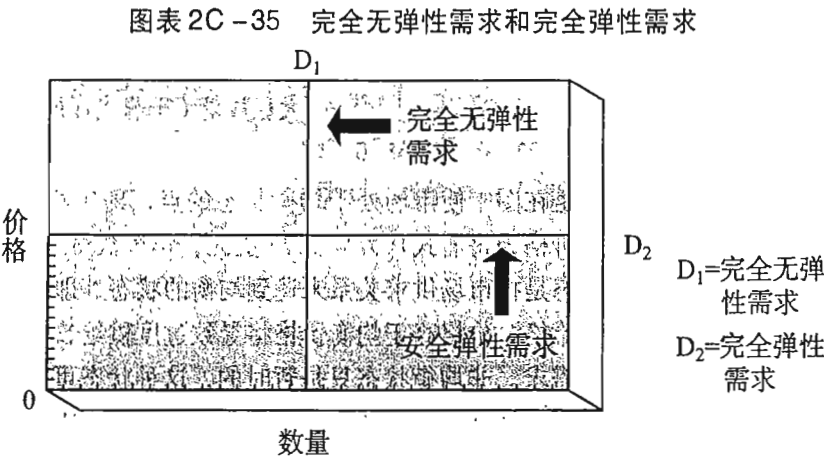 图表 2C-35 完全无弹性需求和完全弹性需求
D₁
完全无弹性
需求
价格
D₂
D₁=完全无弹
性需求
安全弹性需求
D₂=完全弹性
需求
0
数量